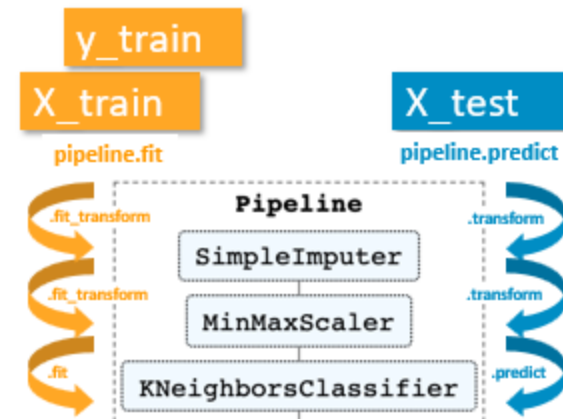 y_train
X_train
X_test
pipeline.fit
pipeline.predict
Pipeline
.fit_transform
.transform
SimpleImputer
.fit_transform
.transform
MinMaxScaler
.fit
.predict
KNeighborsClassifier